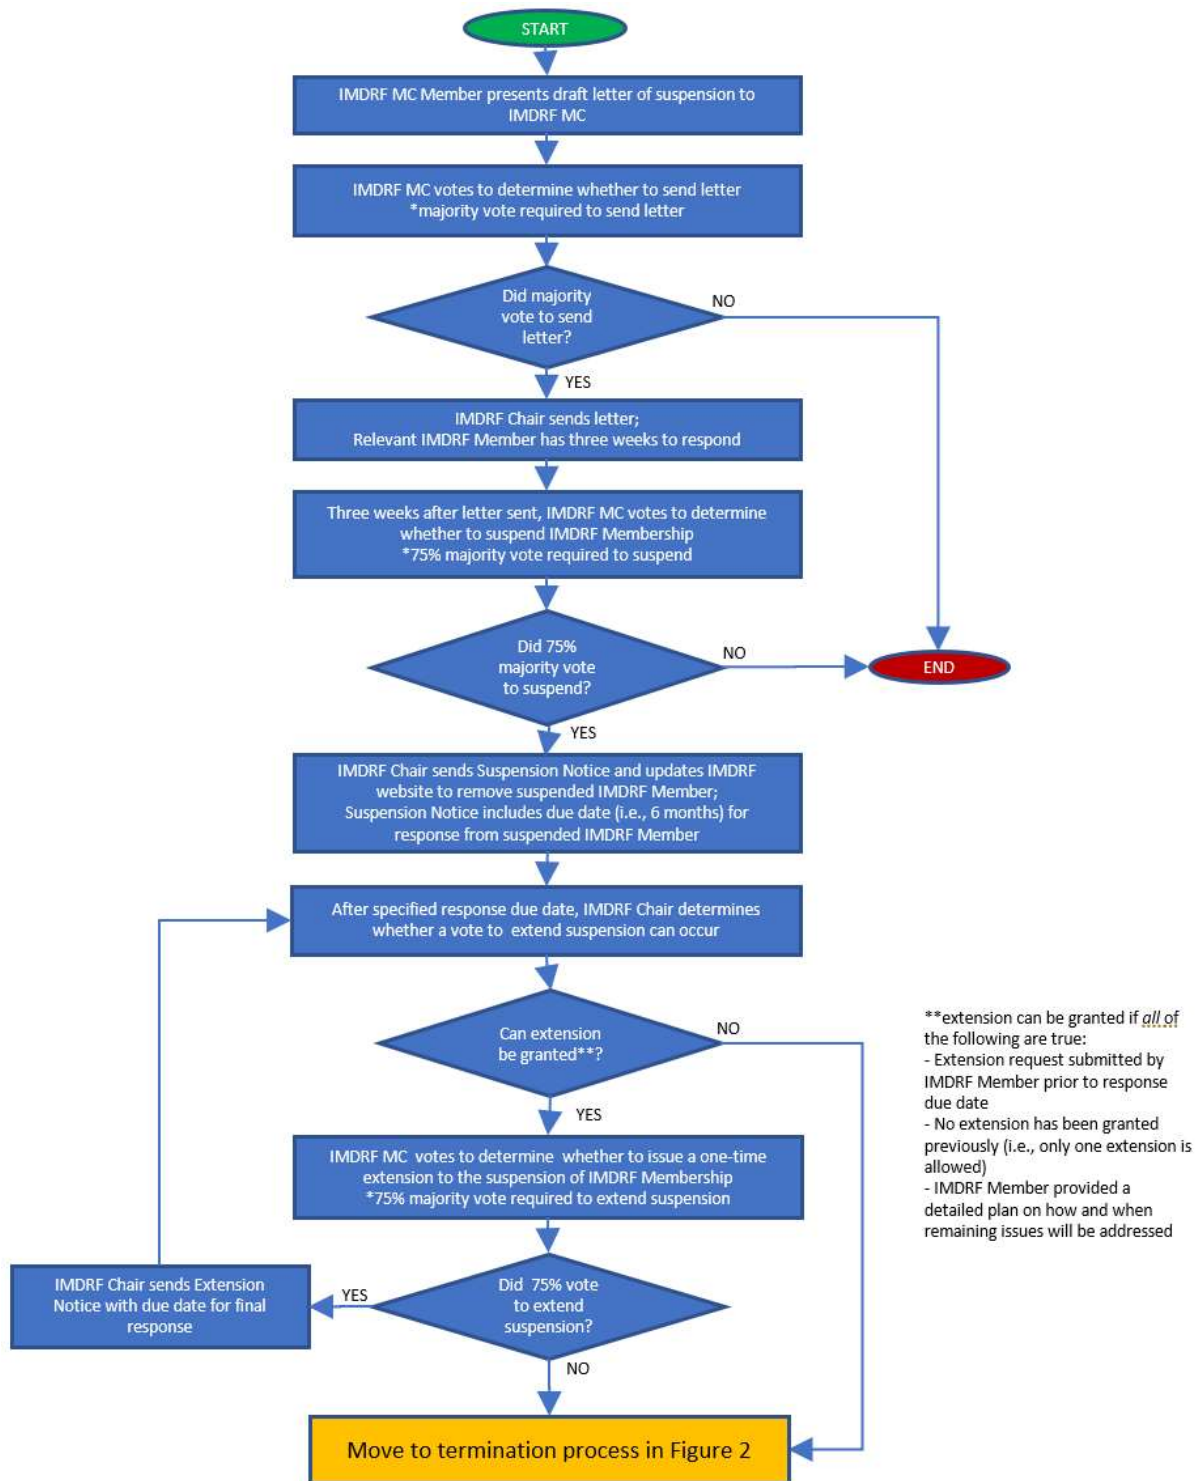 START
IMDRF MC Member presents draft letter of suspension to
IMDRF MC
IMDRF MC votes to determine whether to send letter
*majority vote required to send letter
Did majority
vote to send
letter?
NO
YES
IMDRF Chair sends letter;
Relevant IMDRF Member has three weeks to respond
Three weeks after letter sent, IMDRF MC votes to determine
whether to suspend IMDRF Membership
*75% majority vote required to suspend
Did 75%
majority vote
to suspend?
NO
END
YES
IMDRF Chair sends Suspension Notice and updates IMDRF
website to remove suspended IMDRF Member;
Suspension Notice includes due date (i.e., 6 months) for
response from suspended IMDRF Member
After specified response due date, IMDRF Chair determines
whether a vote to extend suspension can occur
Can extension
be granted**?
NO
YES
**extension can be granted if all of
the following are true:
- Extension request submitted by
IMDRF Member prior to response
due date
- No extension has been granted
previously (i.e., only one extension is
allowed)
- IMDRF Member provided a
detailed plan on how and when
remaining issues will be addressed
IMDRF MC votes to determine whether to issue a one-time
extension to the suspension of IMDRF Membership
*75% majority vote required to extend suspension
Did 75% vote
to extend
suspension?
YES
IMDRF Chair sends Extension
Notice with due date for final
response
NO
Move to termination process in Figure 2